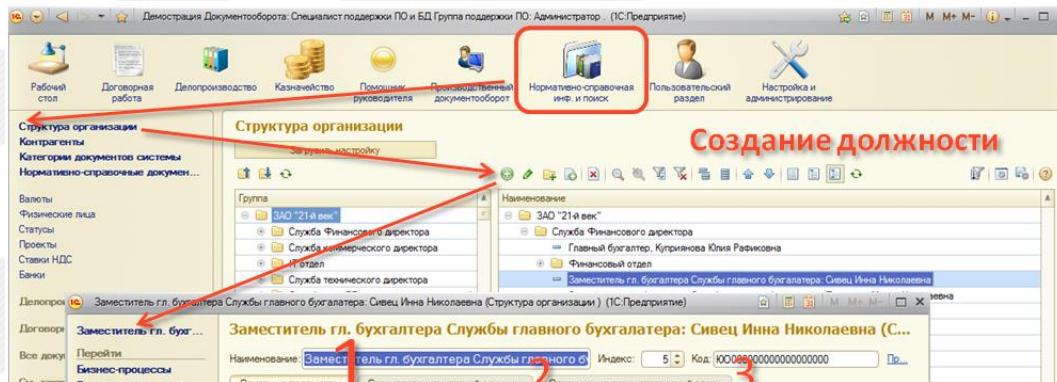 Демострация Документооборота: Специалист поддержки ПО и БД Группа поддержки ПО: Администратор . (1С:Предприятие)
M M+ M-
Рабочий стол
Договорная работа
Делопроизводство
Казначейство
Помощник руководителя
Производственный документооборот
Нормативно-справочная инф. и поиск
Пользовательский раздел
Настройка и администрирование
Структура организации
Контрагенты
Категории документов системы
Нормативно-справочные докумен...
Валюты
Физические лица
Статусы
Проекты
Ставки НДС
Банки
Структура организации
Загрузить настройку
Создание должности
Группа
ЗАО "21-й век"
Служба Финансового директора
Служба коммерческого директора
IT отдел
Служба технического директора
Наименование
ЗАО "21-й век"
Служба Финансового директора
Главный бухгалтер, Куприянова Юлия Рафиковна
Финансовый отдел
Заместитель гл. бухгалтера Службы главного бухгалатера: Сивец Инна Николаевна
Заместитель гл. бухгалтера Службы главного бухгалатера: Сивец Инна Николаевна (Структура организации ) (1С:Предприятие)
M M+ M-
Заместитель гл. бухг...
Перейти
Бизнес-процессы
Заместитель гл. бухгалтера Службы главного бухгалатера: Сивец Инна Николаевна (С...
Наименование: Заместитель гл. бухгалтера Службы главного б
Индекс: 5
Код:
Пр...
1
2
3